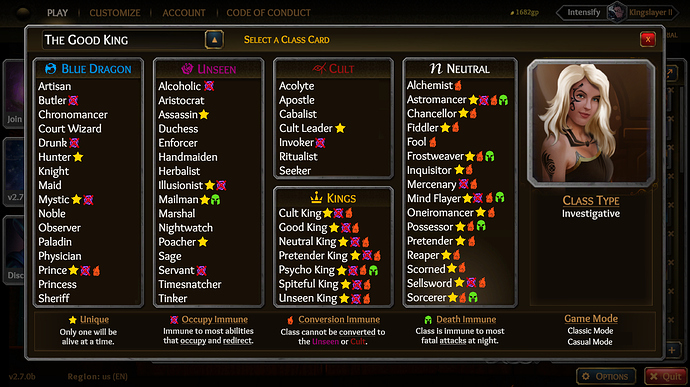 PLAY
CUSTOMIZE
ACCOUNT
CODE OF CONDUCT
1682gp
Intensify
Kingslayer II
THE GOOD KING
SELECT A CLASS CARD
X
BLUE DRAGON
Artisan
Butler
Chronomancer
Court Wizard
Drunk
Hunter
Knight
Maid
Mystic
Noble
Observer
Paladin
Physician
Prince
Princess
Sheriff
UNSEEN
Alcoholic
Aristocrat
Assassin
Duchess
Enforcer
Handmaiden
Herbalist
Illusionist
Mailman
Marshal
Nightwatch
Poacher
Sage
Servant
Timesnatcher
Tinker
CULT
Acolyte
Apostle
Cabalist
Cult Leader
Invoker
Ritualist
Seeker
KINGS
Cult King
Good King
Neutral King
Pretender King
Psycho King
Spiteful King
Unseen King
NEUTRAL
Alchemist
Astromancer
Chancellor
Fiddler
Fool
Frostweaver
Inquisitor
Mercenary
Mind Flayer
Oneiromancer
Possessor
Pretender
Reaper
Scorned
Sellsword
Sorcerer
CLASS TYPE
Investigative
Unique
Only one will be
alive at a time.
Occupy Immune
Immune to most abilities
that occupy and redirect.
Conversion Immune
Class cannot be converted to
the Unseen or Cult.
Death Immune
Class is immune to most
fatal attacks at night.
Game Mode
Classic Mode
Casual Mode
Join
v2.7.
Disc
v2.7.0b
Region: us (EN)
OPTIONS
QUIT